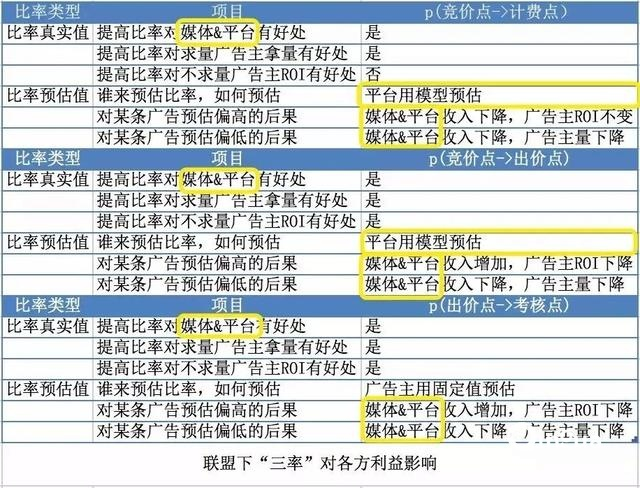 比率类型 项目 p(竞价点->计费点)
比率真实值 提高比率对媒体&平台有好处 是
提高比率对求量广告主拿量有好处 是
提高比率对不求量广告主ROI有好处 否
比率预估值 谁来预估比率，如何预估 平台用模型预估
对某条广告预估偏高的后果 媒体&平台收入下降，广告主ROI不变
对某条广告预估偏低的后果 媒体&平台收入下降，广告主量下降
比率类型 项目 p(竞价点->出价点)
比率真实值 提高比率对媒体&平台有好处 是
提高比率对求量广告主拿量有好处 是
提高比率对不求量广告主ROI有好处 是
比率预估值 谁来预估比率，如何预估 平台用模型预估
对某条广告预估偏高的后果 媒体&平台收入增加，广告主ROI下降
对某条广告预估偏低的后果 媒体&平台收入下降，广告主量下降
比率类型 项目 p(出价点->考核点)
比率真实值 提高比率对媒体&平台有好处 是
提高比率对求量广告主拿量有好处 是
提高比率对不求量广告主ROI有好处 是
比率预估值 谁来预估比率，如何预估 广告主用固定值预估
对某条广告预估偏高的后果 媒体&平台收入增加，广告主ROI下降
对某条广告预估偏低的后果 媒体&平台收入下降 广告主量下降
联盟下“三率”对各方利益影响